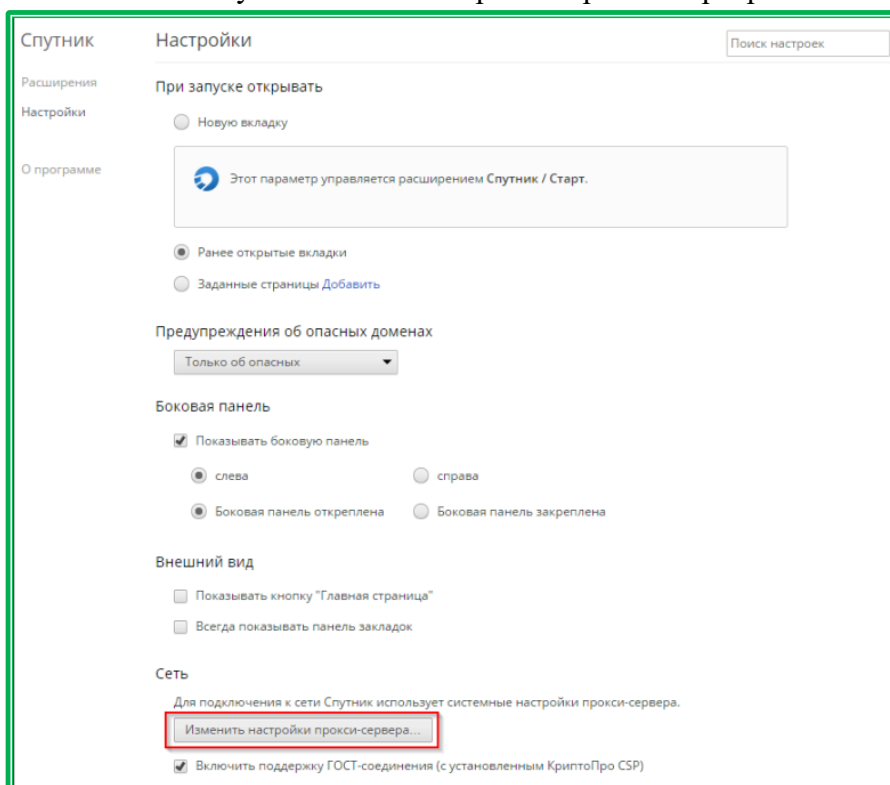 Спутник
Настройки
Поиск настроек
Расширения
Настройки
О программе
При запуске открывать
Новую вкладку
Этот параметр управляется расширением Спутник / Старт.
Ранее открытые вкладки
Заданные страницы Добавить
Предупреждения об опасных доменах
Только об опасных
Боковая панель
Показывать боковую панель
слева
справа
Боковая панель откреплена
Боковая панель закреплена
Внешний вид
Показывать кнопку "Главная страница"
Всегда показывать панель закладок
Сеть
Для подключения к сети Спутник использует системные настройки прокси-сервера.
Изменить настройки прокси-сервера...
Включить поддержку ГОСТ-соединения (с установленным КриптоПро CSP)